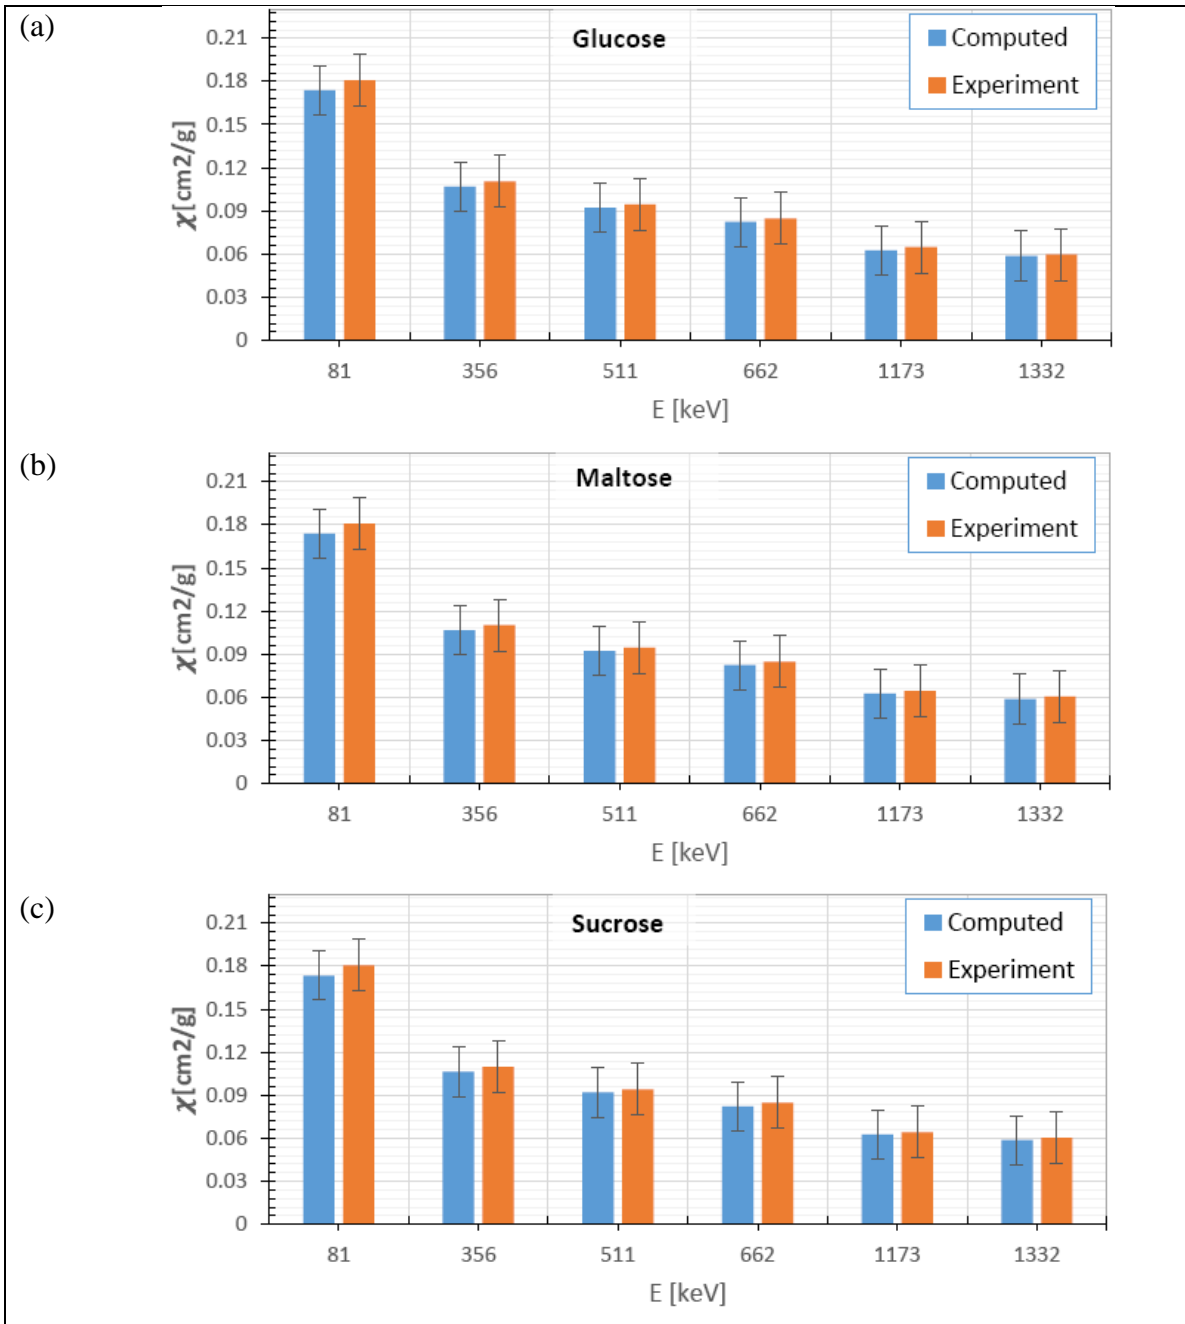 (a)
Glucose
Computed
Experiment
χ[cm2/g]
0.21
0.18
0.15
0.12
0.09
0.06
0.03
0
81 356 511 662 1173 1332
E [keV]
(b)
Maltose
Computed
Experiment
χ[cm2/g]
0.21
0.18
0.15
0.12
0.09
0.06
0.03
0
81 356 511 662 1173 1332
E [keV]
(c)
Sucrose
Computed
Experiment
χ[cm2/g]
0.21
0.18
0.15
0.12
0.09
0.06
0.03
0
81 356 511 662 1173 1332
E [keV]